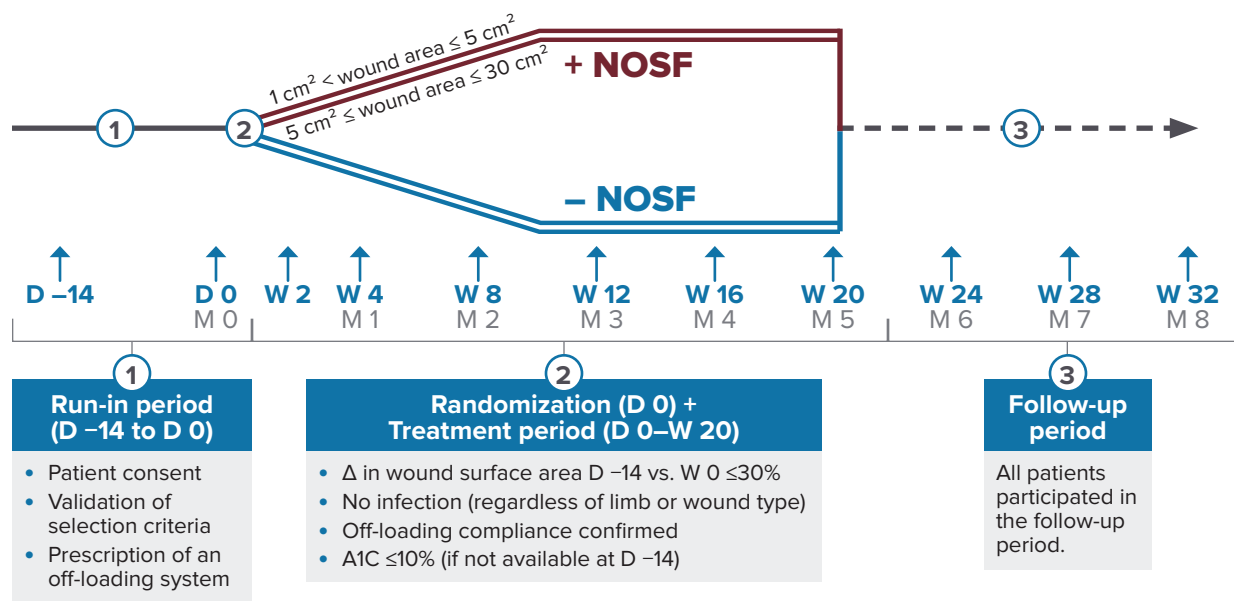 1 cm² < wound area ≤ 5 cm²
5 cm² ≤ wound area ≤ 30 cm²
+ NOSF
1
2
3
– NOSF
D –14
D 0
W 2
W 4
W 8
W 12
W 16
W 20
W 24
W 28
W 32
M 0
M 1
M 2
M 3
M 4
M 5
M 6
M 7
M 8
1
Run-in period
(D –14 to D 0)
• Patient consent
• Validation of
selection criteria
• Prescription of an
off-loading system
2
Randomization (D 0) +
Treatment period (D 0–W 20)
• Δ in wound surface area D –14 vs. W 0 ≤30%
• No infection (regardless of limb or wound type)
• Off-loading compliance confirmed
• A1C ≤10% (if not available at D –14)
3
Follow-up
period
All patients
participated in
the follow-up
period.